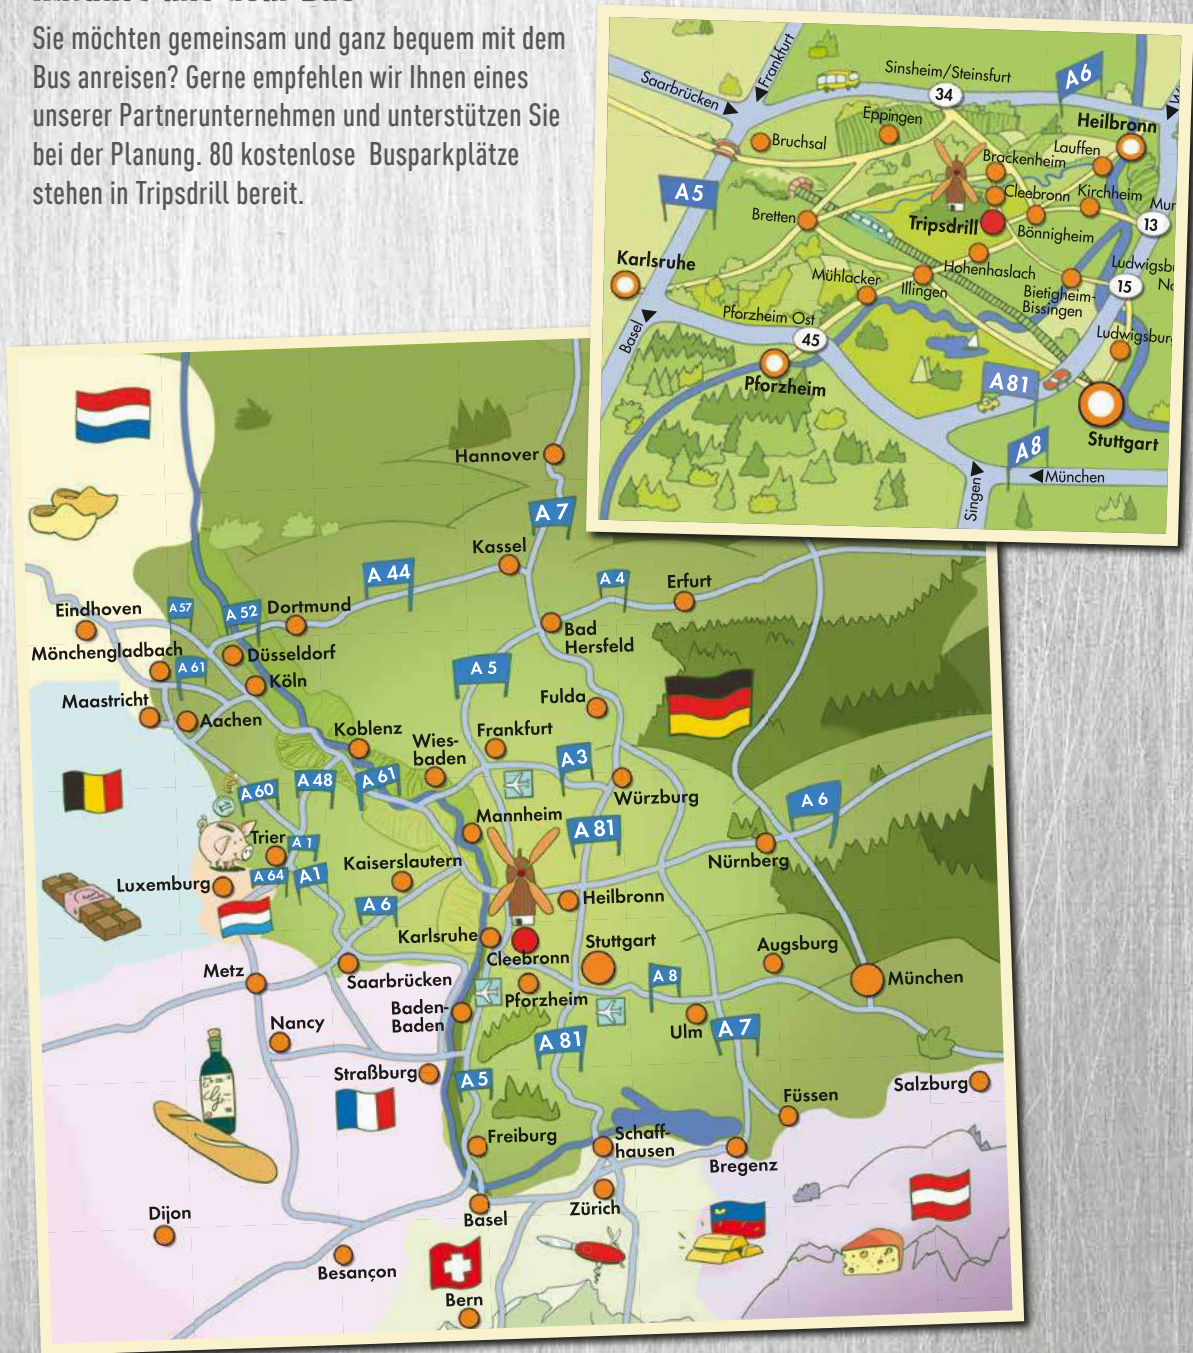 Sie möchten gemeinsam und ganz bequem mit dem
Bus anreisen? Gerne empfehlen wir Ihnen eines
unserer Partnerunternehmen und unterstützen Sie
bei der Planung. 80 kostenlose Busparkplätze
stehen in Tripsdrill bereit.
Saarbrücken
Frankfurt
Sinsheim/Steinsfurt
34
A6
Heilbronn
Eppingen
Bruchsal
Lauffen
Brackenheim
A5
Cleebronn
Kirchheim
Bretten
Tripsdrill
Bönnigheim
13
Karlsruhe
Hohenhaslach
Mühlacker
Illingen
Bietigheim-
Bissingen
15
Basel
Pforzheim Ost
45
Ludwigsburg
Pforzheim
A81
Stuttgart
A8
Singen
München
Hannover
A 7
Kassel
A 44
A 4
Erfurt
Eindhoven
A 57
A 52
Dortmund
Bad
Hersfeld
Mönchengladbach
A 61
Düsseldorf
Köln
A 5
Fulda
Maastricht
Aachen
Koblenz
Wies-
baden
Frankfurt
A 3
A 60
A 48
A 61
Würzburg
A 6
Mannheim
A 81
Trier
A 1
Nürnberg
Kaiserslautern
Luxemburg
A 64
A 1
A 6
Heilbronn
Karlsruhe
Cleebronn
Stuttgart
Augsburg
Metz
Saarbrücken
A 8
München
Baden-
Baden
Pforzheim
Ulm
A 7
Nancy
A 81
Straßburg
A 5
Salzburg
Füssen
Freiburg
Schaff-
hausen
Bregenz
Dijon
Basel
Zürich
Besançon
Bern